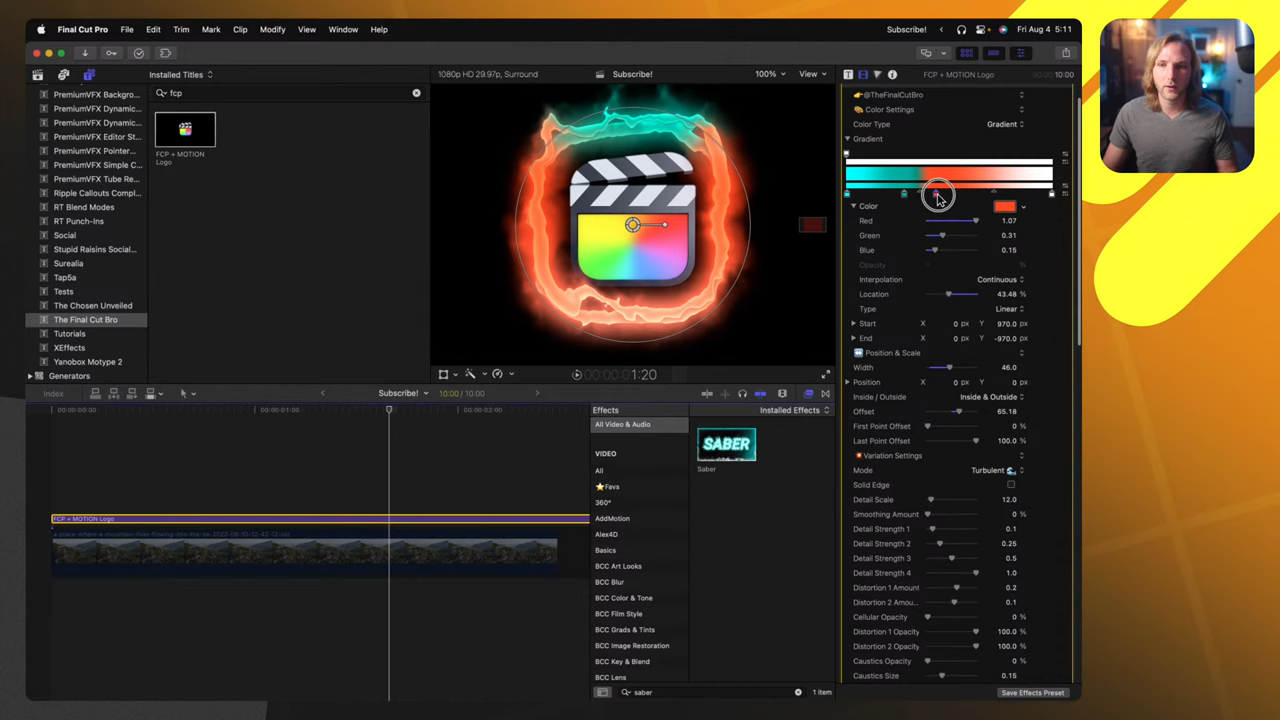 Final Cut Pro File Edit Trim Mark Clip Modify View Window Help
Subscribe! Fri Aug 4 5:11
Installed Titles
1080p HD 29.97p, Surround
Subscribe!
100% View
FCP + MOTION Logo
10:00
PremiumVFX Backgro...
PremiumVFX Dynamic...
PremiumVFX Dynamic...
PremiumVFX Editor St...
PremiumVFX Pointer...
PremiumVFX Simple C...
PremiumVFX Tube Re...
Ripple Callouts Compl...
RT Blend Modes
RT Punch-Ins
Social
Stupid Raisins Social...
Surealia
Tap5a
Tests
The Chosen Unveiled
The Final Cut Bro
Tutorials
XEffects
Yanobox Motype 2
Generators
fcp
FCP + MOTION
Logo
1:20
@TheFinalCutBro
Color Settings
Color Type Gradient
Gradient
Color
Red 1.07
Green 0.31
Blue 0.15
Opacity %
Interpolation Continuous
Location 43.48 %
Type Linear
Start X 0 px Y 970.0 px
End X 0 px Y -970.0 px
Position & Scale
Width 46.0
Position X 0 px Y 0 px
Inside / Outside Inside & Outside
Offset 65.18
First Point Offset 0 %
Last Point Offset 100.0 %
Variation Settings
Mode Turbulent
Solid Edge
Detail Scale 12.0
Smoothing Amount 0 %
Detail Strength 1 0.1
Detail Strength 2 0.25
Detail Strength 3 0.5
Detail Strength 4 1.0
Distortion 1 Amount 0.2
Distortion 2 Amou... 0.1
Cellular Opacity 0 %
Distortion 1 Opacity 100.0 %
Distortion 2 Opacity 100.0 %
Caustics Opacity 0 %
Caustics Size 0.15
Save Effects Preset
Index
Subscribe!
10:00 / 10:00
00:00:00:00
00:00:01:00
00:00:02:00
FCP + MOTION Logo
Effects
Installed Effects
All Video & Audio
VIDEO
All
Favs
360°
AddMotion
Alex4D
Basics
BCC Art Looks
BCC Blur
BCC Color & Tone
BCC Film Style
BCC Grads & Tints
BCC Image Restoration
BCC Key & Blend
BCC Lens
SABER
Saber
saber
1 item